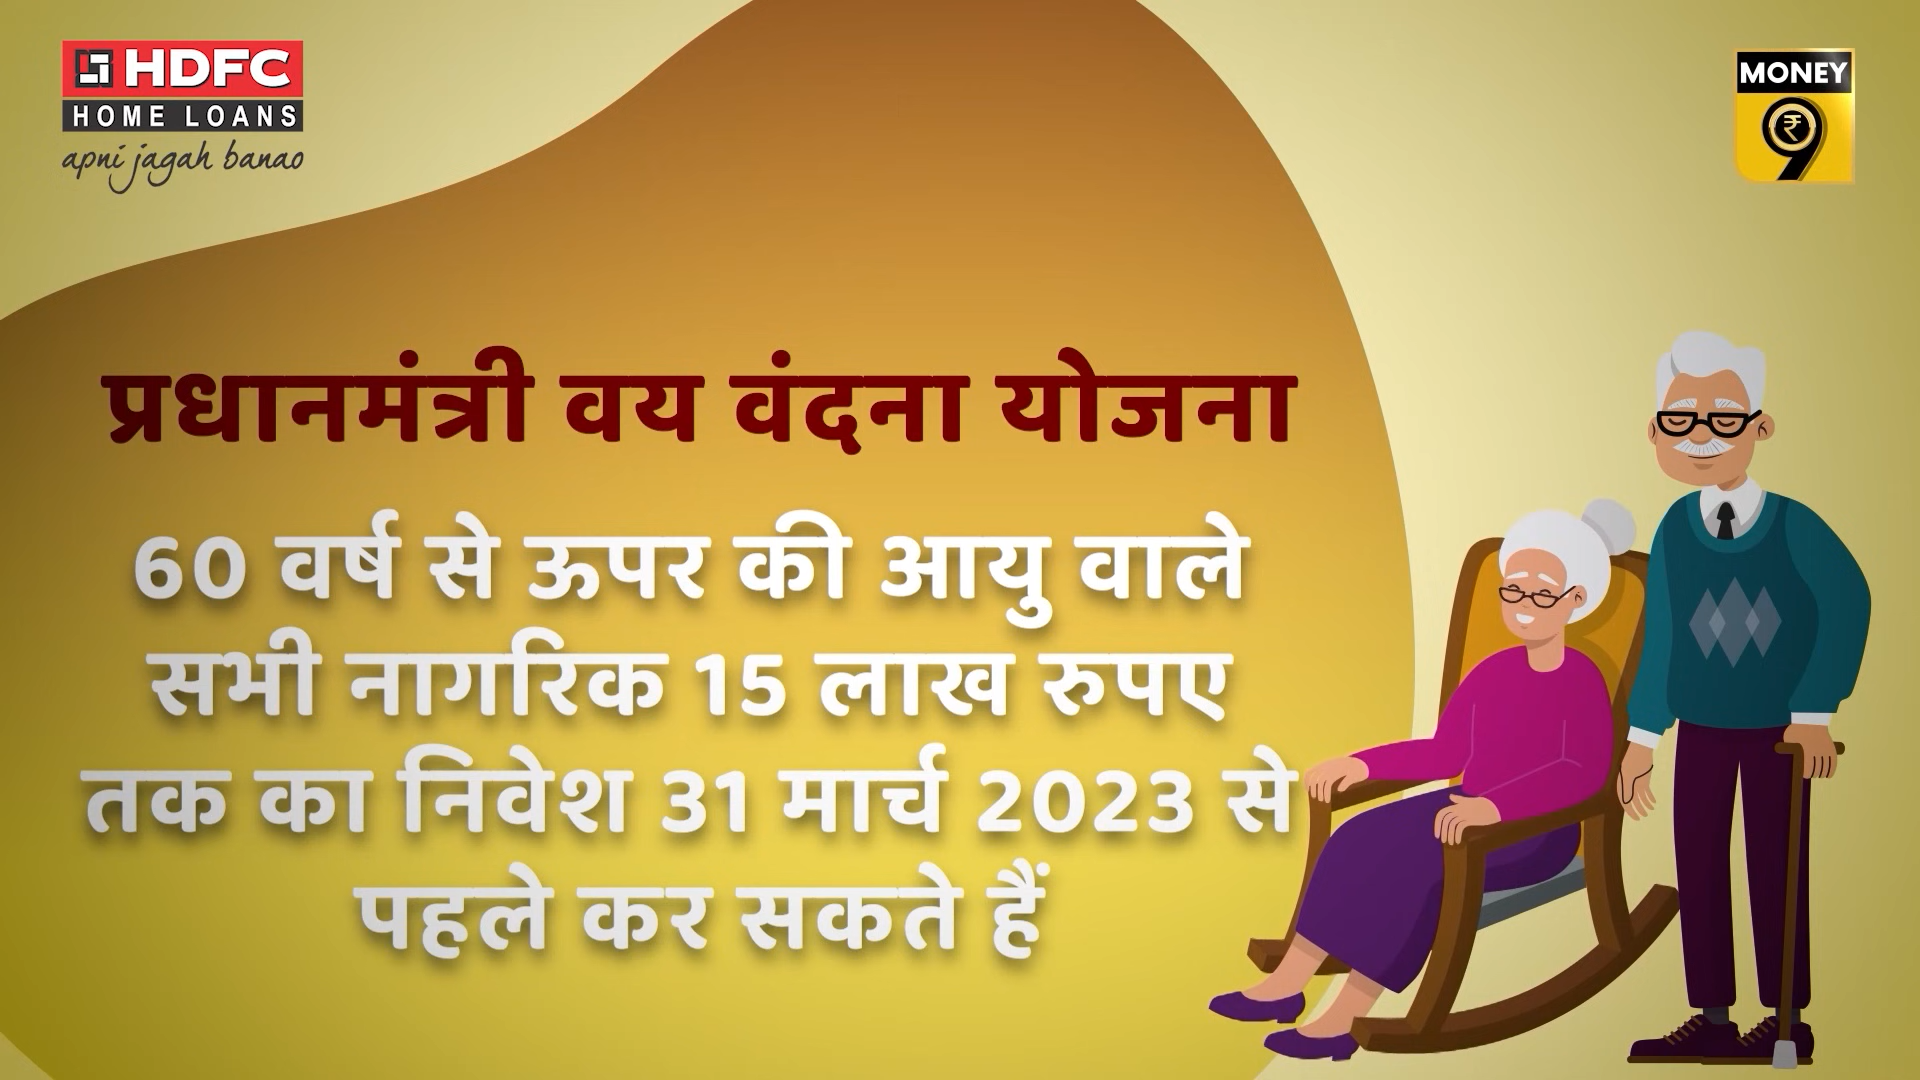 HDFC
HOME LOANS
apni jagah banao
MONEY
9
प्रधानमंत्री वय वंदना योजना
60 वर्ष से ऊपर की आयु वाले
सभी नागरिक 15 लाख रुपए
तक का निवेश 31 मार्च 2023 से
पहले कर सकते हैं